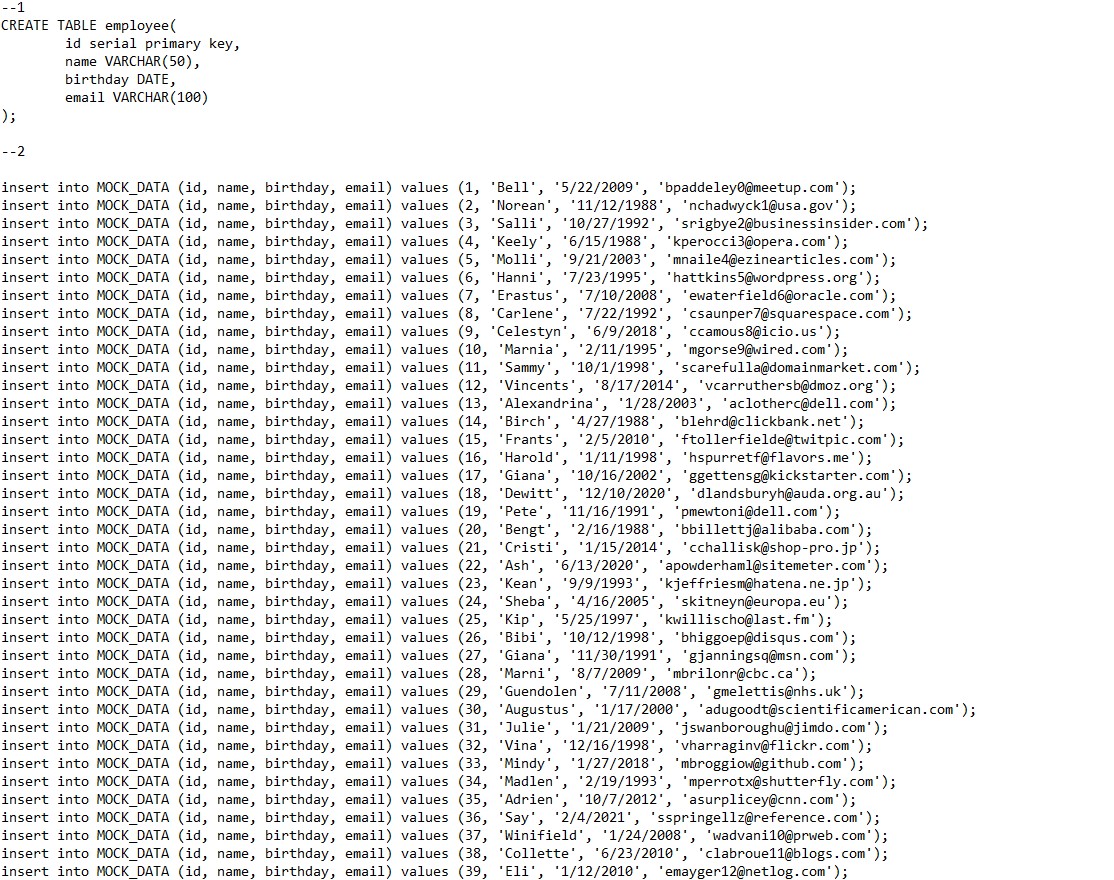 --1
CREATE TABLE employee(
        id serial primary key,
        name VARCHAR(50),
        birthday DATE,
        email VARCHAR(100)
);

--2

insert into MOCK_DATA (id, name, birthday, email) values (1, 'Bell', '5/22/2009', 'bpaddeley0@meetup.com');
insert into MOCK_DATA (id, name, birthday, email) values (2, 'Norean', '11/12/1988', 'nchadwyck1@usa.gov');
insert into MOCK_DATA (id, name, birthday, email) values (3, 'Salli', '10/27/1992', 'srigbye2@businessinsider.com');
insert into MOCK_DATA (id, name, birthday, email) values (4, 'Keely', '6/15/1988', 'kperocci3@opera.com');
insert into MOCK_DATA (id, name, birthday, email) values (5, 'Molli', '9/21/2003', 'mnaile4@ezinearticles.com');
insert into MOCK_DATA (id, name, birthday, email) values (6, 'Hanni', '7/23/1995', 'hattkins5@wordpress.org');
insert into MOCK_DATA (id, name, birthday, email) values (7, 'Erastus', '7/10/2008', 'ewaterfield6@oracle.com');
insert into MOCK_DATA (id, name, birthday, email) values (8, 'Carlene', '7/22/1992', 'csaunper7@squarespace.com');
insert into MOCK_DATA (id, name, birthday, email) values (9, 'Celestyn', '6/9/2018', 'ccamous8@icio.us');
insert into MOCK_DATA (id, name, birthday, email) values (10, 'Marnia', '2/11/1995', 'mgorse9@wired.com');
insert into MOCK_DATA (id, name, birthday, email) values (11, 'Sammy', '10/1/1998', 'scarefulla@domainmarket.com');
insert into MOCK_DATA (id, name, birthday, email) values (12, 'Vincents', '8/17/2014', 'vcarruthersb@dmoz.org');
insert into MOCK_DATA (id, name, birthday, email) values (13, 'Alexandrina', '1/28/2003', 'aclotherc@dell.com');
insert into MOCK_DATA (id, name, birthday, email) values (14, 'Birch', '4/27/1988', 'blehrd@clickbank.net');
insert into MOCK_DATA (id, name, birthday, email) values (15, 'Frants', '2/5/2010', 'ftollerfielde@twitpic.com');
insert into MOCK_DATA (id, name, birthday, email) values (16, 'Harold', '1/11/1998', 'hspurretf@flavors.me');
insert into MOCK_DATA (id, name, birthday, email) values (17, 'Giana', '10/16/2002', 'ggettensg@kickstarter.com');
insert into MOCK_DATA (id, name, birthday, email) values (18, 'Dewitt', '12/10/2020', 'dlandsburyh@auda.org.au');
insert into MOCK_DATA (id, name, birthday, email) values (19, 'Pete', '11/16/1991', 'pmewtoni@dell.com');
insert into MOCK_DATA (id, name, birthday, email) values (20, 'Bengt', '2/16/1988', 'bbillettj@alibaba.com');
insert into MOCK_DATA (id, name, birthday, email) values (21, 'Cristi', '1/15/2014', 'cchallisk@shop-pro.jp');
insert into MOCK_DATA (id, name, birthday, email) values (22, 'Ash', '6/13/2020', 'apowderhaml@sitemeter.com');
insert into MOCK_DATA (id, name, birthday, email) values (23, 'Kean', '9/9/1993', 'kjeffriesm@hatena.ne.jp');
insert into MOCK_DATA (id, name, birthday, email) values (24, 'Sheba', '4/16/2005', 'skitneyn@europa.eu');
insert into MOCK_DATA (id, name, birthday, email) values (25, 'Kip', '5/25/1997', 'kwillischo@last.fm');
insert into MOCK_DATA (id, name, birthday, email) values (26, 'Bibi', '10/12/1998', 'bhiggoep@disqus.com');
insert into MOCK_DATA (id, name, birthday, email) values (27, 'Giana', '11/30/1991', 'gjanningsq@msn.com');
insert into MOCK_DATA (id, name, birthday, email) values (28, 'Marni', '8/7/2009', 'mbrilonr@cbc.ca');
insert into MOCK_DATA (id, name, birthday, email) values (29, 'Guendolen', '7/11/2008', 'gmelettis@nhs.uk');
insert into MOCK_DATA (id, name, birthday, email) values (30, 'Augustus', '1/17/2000', 'adugoodt@scientificamerican.com');
insert into MOCK_DATA (id, name, birthday, email) values (31, 'Julie', '1/21/2009', 'jswanboroughu@jimdo.com');
insert into MOCK_DATA (id, name, birthday, email) values (32, 'Vina', '12/16/1998', 'vharraginv@flickr.com');
insert into MOCK_DATA (id, name, birthday, email) values (33, 'Mindy', '1/27/2018', 'mbroggiow@github.com');
insert into MOCK_DATA (id, name, birthday, email) values (34, 'Madlen', '2/19/1993', 'mperrotx@shutterfly.com');
insert into MOCK_DATA (id, name, birthday, email) values (35, 'Adrien', '10/7/2012', 'asurplicey@cnn.com');
insert into MOCK_DATA (id, name, birthday, email) values (36, 'Say', '2/4/2021', 'sspringellz@reference.com');
insert into MOCK_DATA (id, name, birthday, email) values (37, 'Winifield', '1/24/2008', 'wadvani10@prweb.com');
insert into MOCK_DATA (id, name, birthday, email) values (38, 'Collette', '6/23/2010', 'clabroue11@blogs.com');
insert into MOCK_DATA (id, name, birthday, email) values (39, 'Eli', '1/12/2010', 'emayger12@netlog.com');